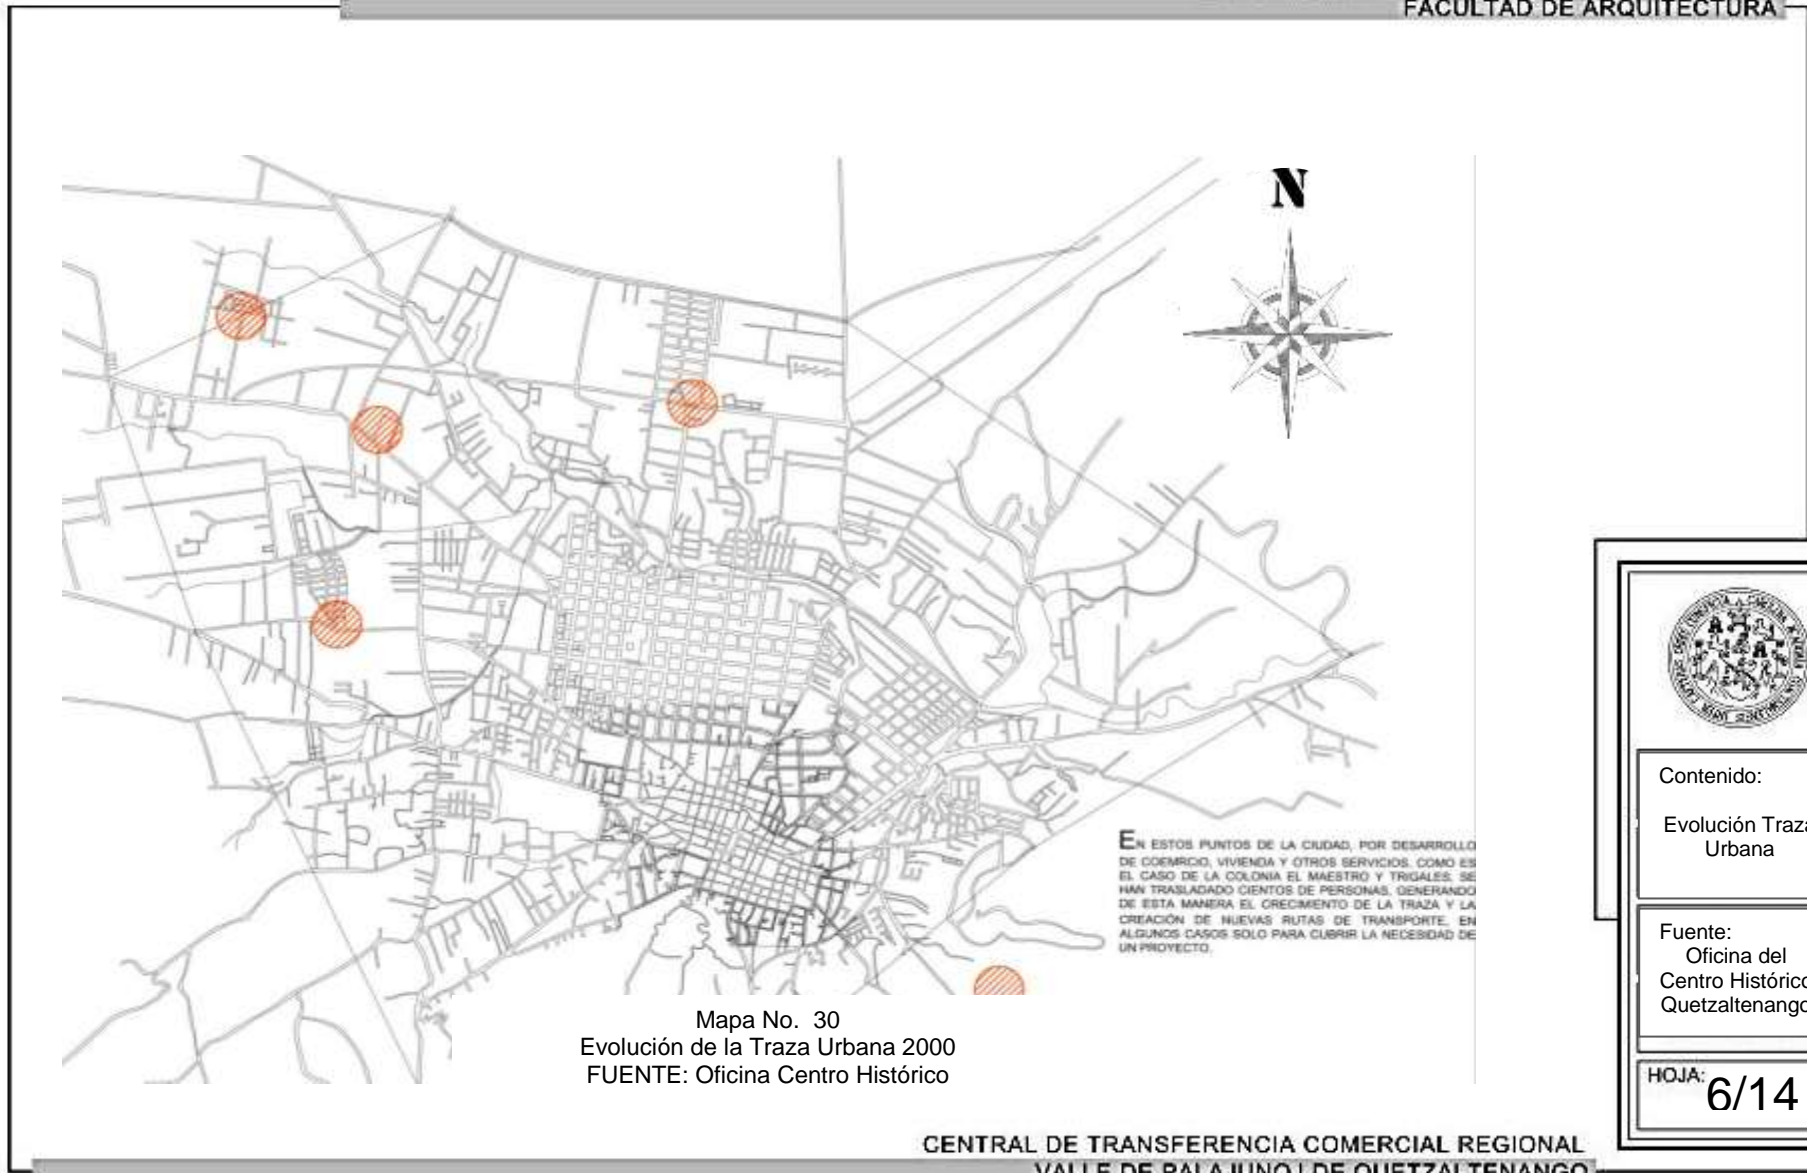 FACULTAD DE ARQUITECTURA
N
EN ESTOS PUNTOS DE LA CIUDAD, POR DESARROLLO
DE COEMRCIO, VIVIENDA Y OTROS SERVICIOS. COMO ES
EL CASO DE LA COLONIA EL MAESTRO Y TRIGALES. SE
HAN TRASLADADO CIENTOS DE PERSONAS, GENERANDO
DE ESTA MANERA EL CRECIMIENTO DE LA TRAZA Y LA
CREACIÓN DE NUEVAS RUTAS DE TRANSPORTE, EN
ALGUNOS CASOS SOLO PARA CUBRIR LA NECESIDAD DE
UN PROYECTO.
Mapa No. 30
Evolución de la Traza Urbana 2000
FUENTE: Oficina Centro Histórico
Contenido:
Evolución Traza
Urbana
Fuente:
Oficina del
Centro Histórico
Quetzaltenango
HOJA: 6/14
CENTRAL DE TRANSFERENCIA COMERCIAL REGIONAL
VALLE DE PALAJUNOJ DE QUETZALTENANGO